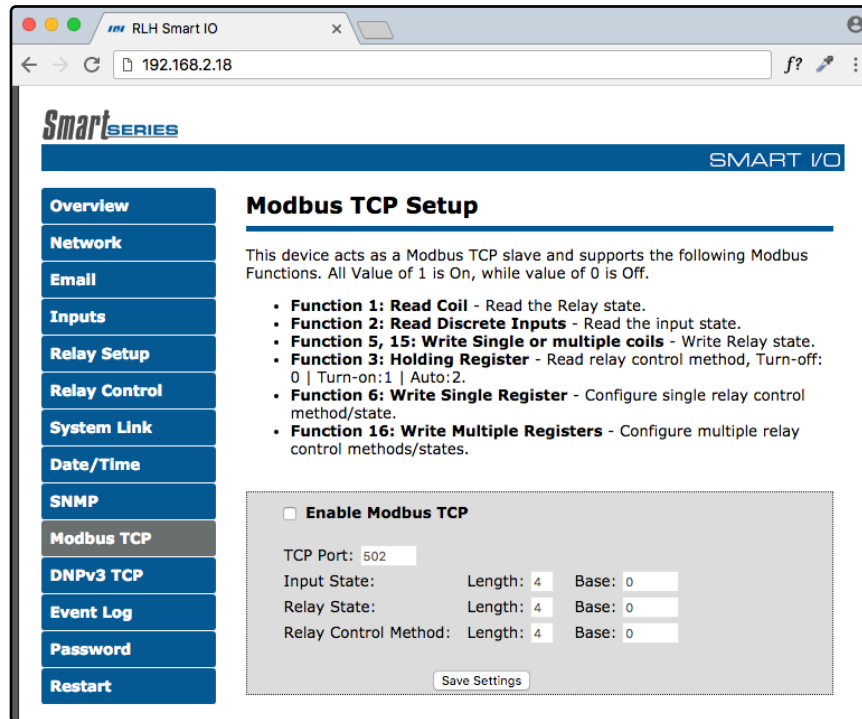 RLH Smart IO
192.168.2.18
f?
Smart SERIES
SMART I/O
Overview
Network
Email
Inputs
Relay Setup
Relay Control
System Link
Date/Time
SNMP
Modbus TCP
DNPv3 TCP
Event Log
Password
Restart
Modbus TCP Setup
This device acts as a Modbus TCP slave and supports the following Modbus
Functions. All Value of 1 is On, while value of 0 is Off.
• Function 1: Read Coil - Read the Relay state.
• Function 2: Read Discrete Inputs - Read the input state.
• Function 5, 15: Write Single or multiple coils - Write Relay state.
• Function 3: Holding Register - Read relay control method, Turn-off:
0 | Turn-on:1 | Auto:2.
• Function 6: Write Single Register - Configure single relay control
method/state.
• Function 16: Write Multiple Registers - Configure multiple relay
control methods/states.
Enable Modbus TCP
TCP Port: 502
Input State: Length: 4 Base: 0
Relay State: Length: 4 Base: 0
Relay Control Method: Length: 4 Base: 0
Save Settings